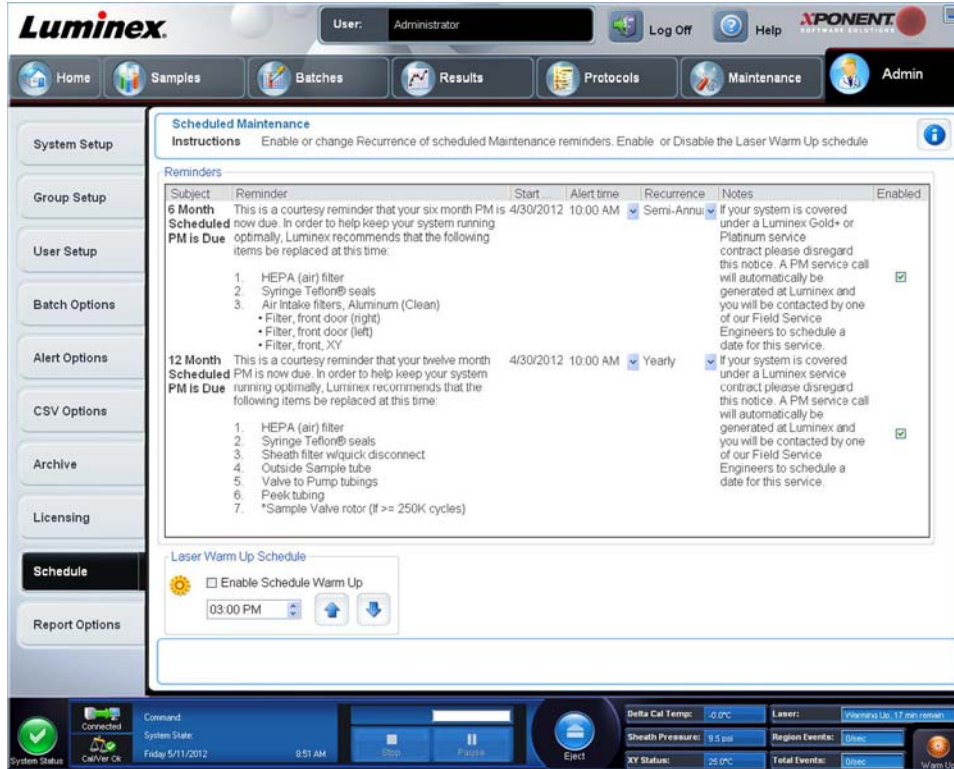 Luminex.
User: Administrator
Log Off
Help
XPONENT.
SOFTWARE SOLUTIONS
Home
Samples
Batches
Results
Protocols
Maintenance
Admin
System Setup
Group Setup
User Setup
Batch Options
Alert Options
CSV Options
Archive
Licensing
Schedule
Report Options
Scheduled Maintenance
Instructions Enable or change Recurrence of scheduled Maintenance reminders. Enable or Disable the Laser Warm Up schedule
Reminders
Subject Reminder Start ... Alert time Recurrence Notes Enabled
6 Month Scheduled PM is Due
This is a courtesy reminder that your six month PM is
now due. In order to help keep your system running
optimally, Luminex recommends that the following
items be replaced at this time:
1. HEPA (air) filter
2. Syringe Teflon® seals
3. Air Intake filters, Aluminum (Clean)
• Filter, front door (right)
• Filter, front door (left)
• Filter, front, XY
4/30/2012 10:00 AM Semi-Annu
If your system is covered
under a Luminex Gold+ or
Platinum service
contract please disregard
this notice. A PM service call
will automatically be
generated at Luminex and
you will be contacted by one
of our Field Service
Engineers to schedule a
date for this service.
12 Month Scheduled PM is Due
This is a courtesy reminder that your twelve month
PM is now due. In order to help keep your system
running optimally, Luminex recommends that the
following items be replaced at this time:
1. HEPA (air) filter
2. Syringe Teflon® seals
3. Sheath filter w/quick disconnect
4. Outside Sample tube
5. Valve to Pump tubings
6. Peek tubing
7. *Sample Valve rotor (If >= 250K cycles)
4/30/2012 10:00 AM Yearly
If your system is covered
under a Luminex service
contract please disregard
this notice. A PM service call
will automatically be
generated at Luminex and
you will be contacted by one
of our Field Service
Engineers to schedule a
date for this service.
Laser Warm Up Schedule
Enable Schedule Warm Up
03:00 PM
System Status
Connected
Cal/Ver Ok
Command:
System State:
Friday 5/11/2012 8:51 AM
Stop
Pause
Eject
Delta Cal Temp: -0.0°C
Sheath Pressure: 9.5 psi
XY Status: 25.0°C
Laser: Warming Up, 17 min remain
Region Events: 0/sec
Total Events: 0/sec
Warm Up